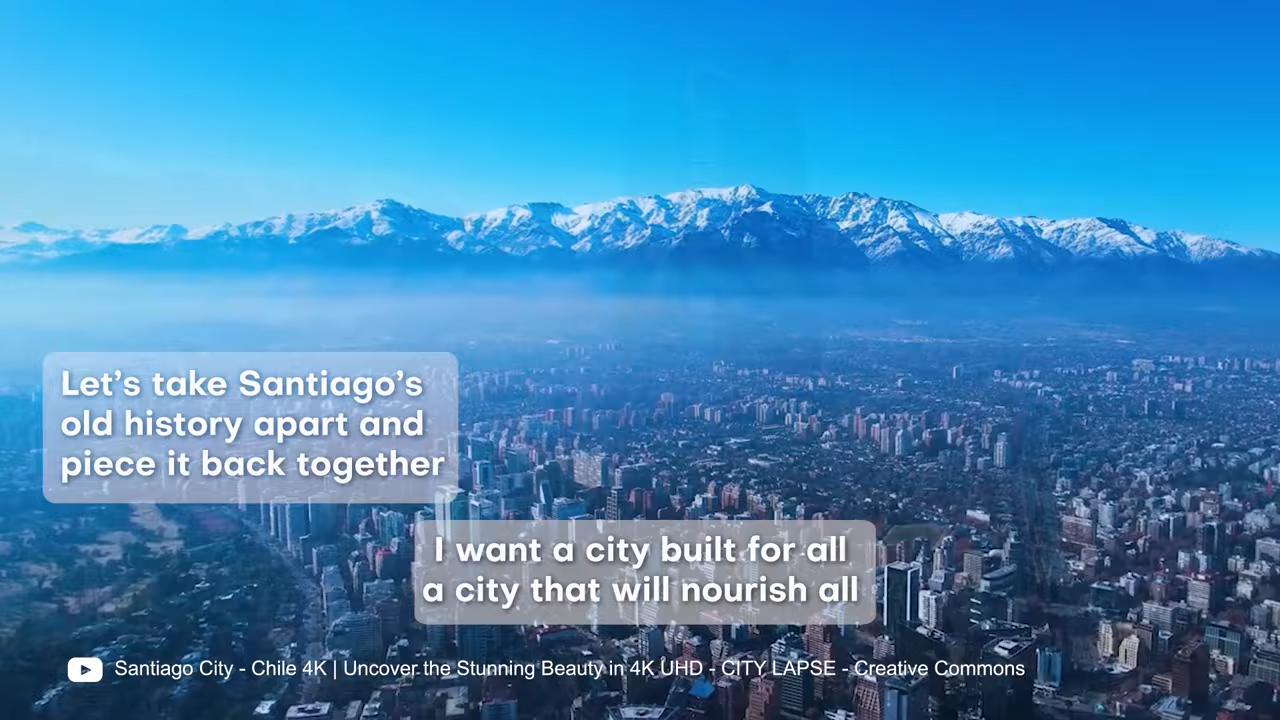 Let's take Santiago's
old history apart and
piece it back together
I want a city built for all
a city that will nourish all
Santiago City - Chile 4K | Uncover the Stunning Beauty in 4K UHD - CITY LAPSE - Creative Commons